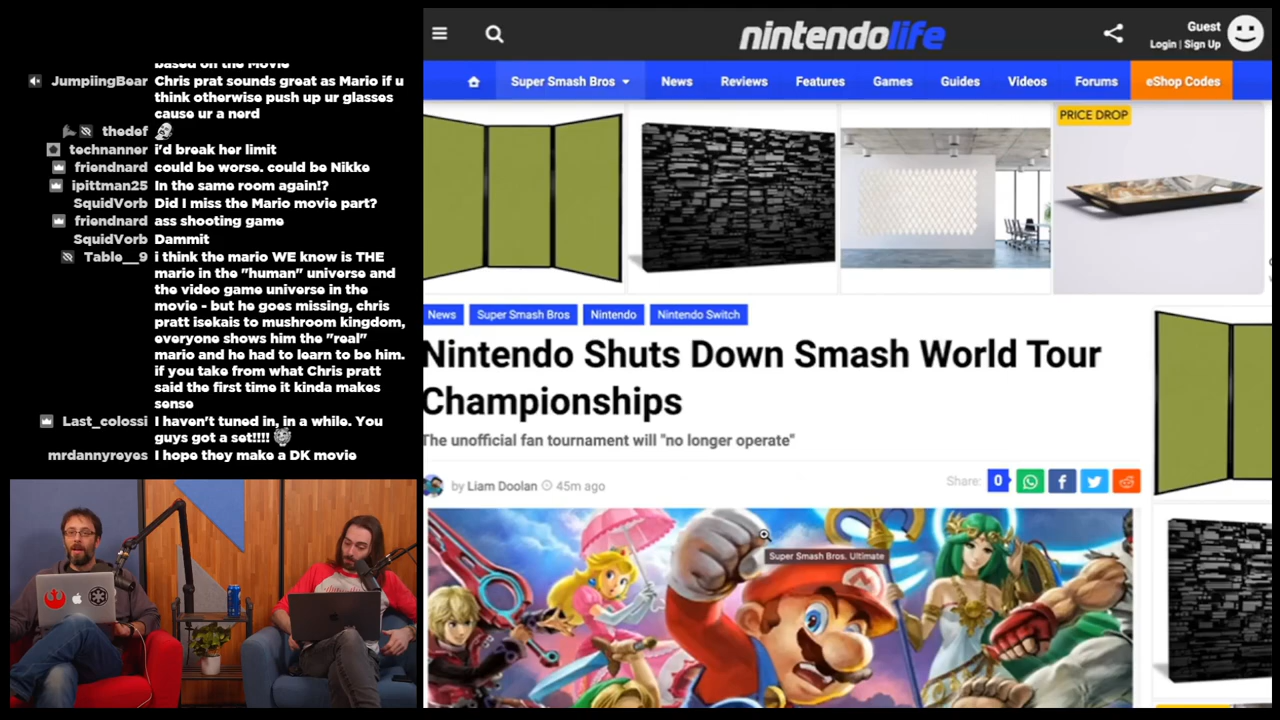 based on the Movie
JumpiingBear Chris prat sounds great as Mario if u
think otherwise push up ur glasses
cause ur a nerd
thedef
technanner i'd break her limit
friendnard could be worse. could be Nikke
ipittman25 In the same room again!?
SquidVorb Did I miss the Mario movie part?
friendnard ass shooting game
SquidVorb Dammit
Table__9 i think the mario WE know is THE
mario in the "human" universe and
the video game universe in the
movie - but he goes missing, chris
pratt isekais to mushroom kingdom,
everyone shows him the "real"
mario and he had to learn to be him.
if you take from what Chris pratt
said the first time it kinda makes
sense
Last_colossi I haven't tuned in, in a while. You
guys got a set!!!!
mrdannyreyes I hope they make a DK movie
nintendolife
Guest
Login | Sign Up
Super Smash Bros News Reviews Features Games Guides Videos Forums eShop Codes
PRICE DROP
News Super Smash Bros Nintendo Nintendo Switch
Nintendo Shuts Down Smash World Tour
Championships
The unofficial fan tournament will "no longer operate"
by Liam Doolan 45m ago
Share: 0
Super Smash Bros. Ultimate